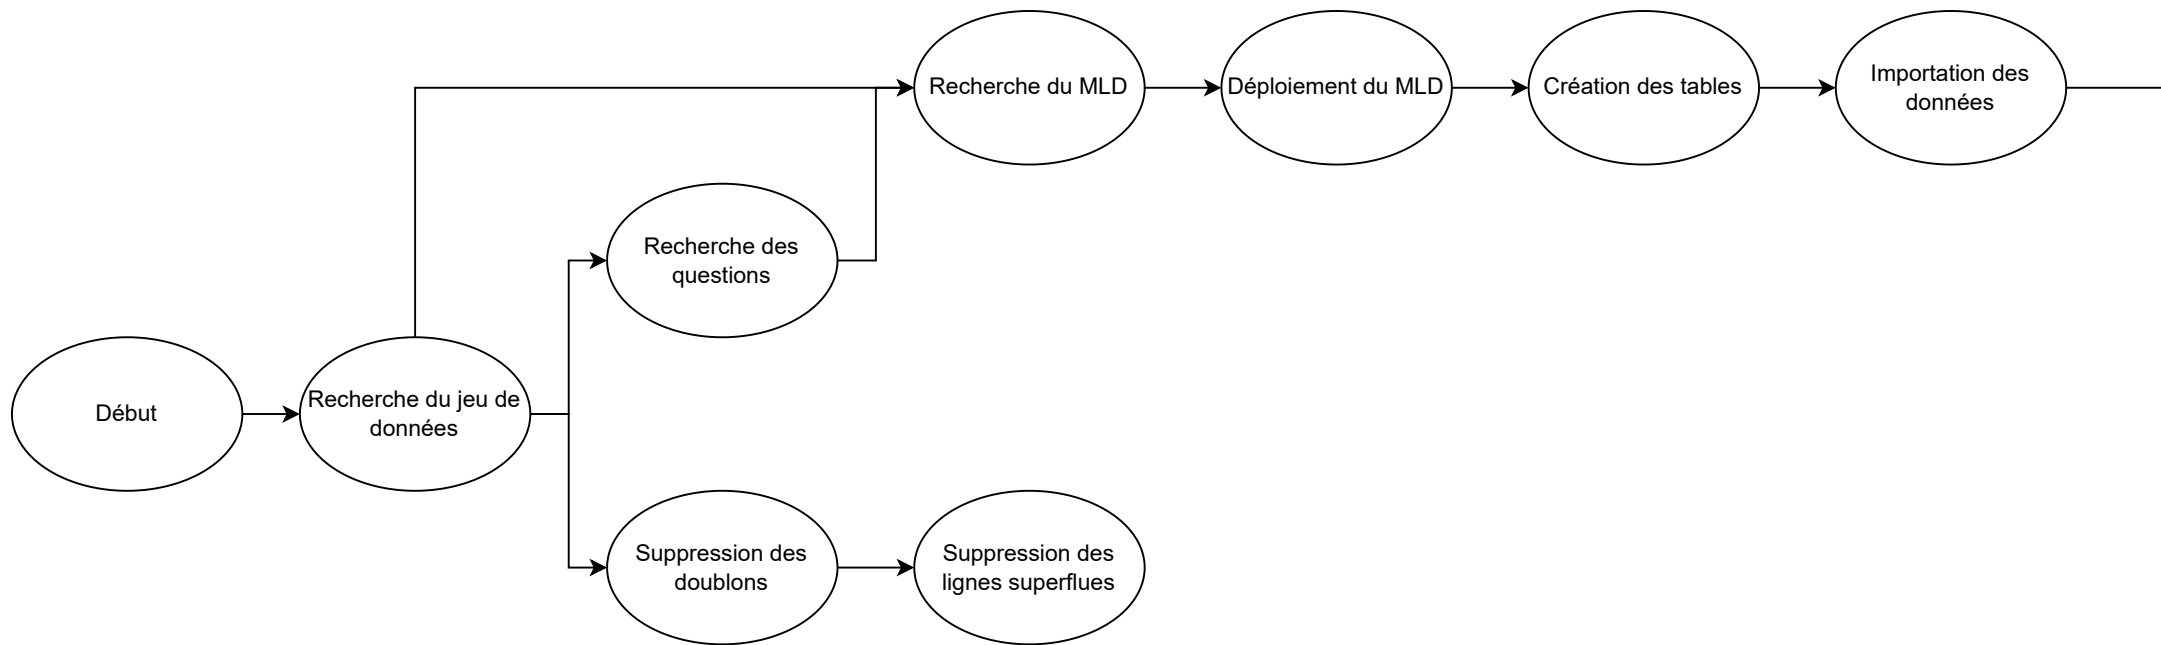 Recherche du MLD
Déploiement du MLD
Création des tables
Importation des
données
Recherche des
questions
Début
Recherche du jeu de
données
Suppression des
doublons
Suppression des
lignes superflues